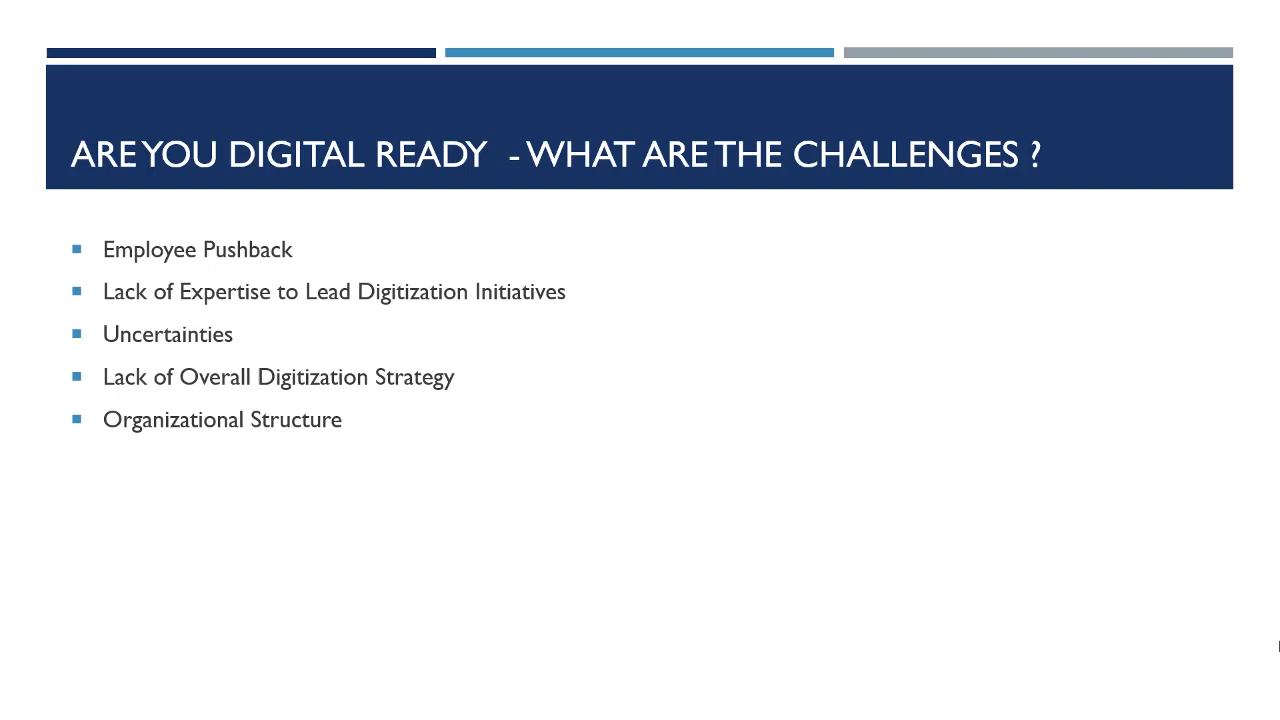 ARE YOU DIGITAL READY - WHAT ARE THE CHALLENGES ?
Employee Pushback
Lack of Expertise to Lead Digitization Initiatives
Uncertainties
Lack of Overall Digitization Strategy
Organizational Structure